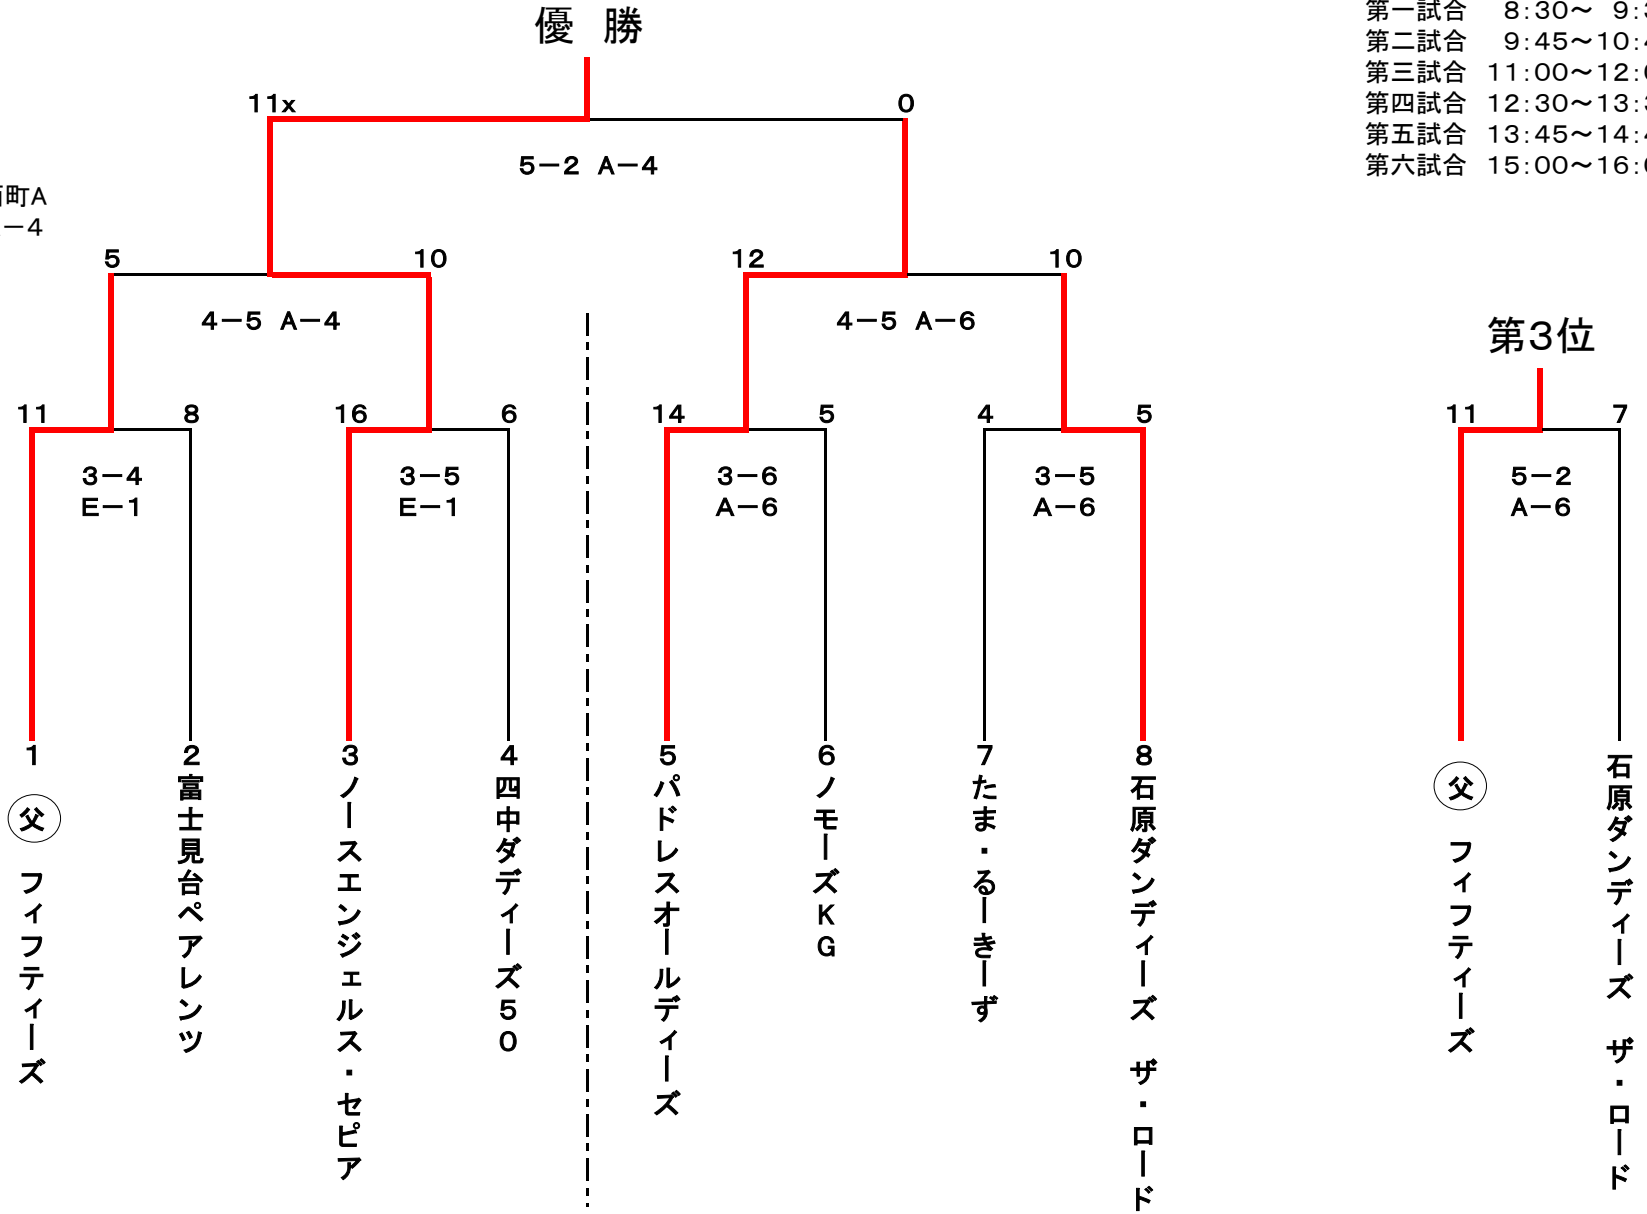 優 勝
第一試合 8:30～ 9:
第二試合 9:45～10:
第三試合 11:00～12:
第四試合 12:30～13:
第五試合 13:45～14:
第六試合 15:00～16:
11x
0
5－2 A－4
町A
－4
5
10
12
10
4－5 A－4
4－5 A－6
第3位
11
8
16
6
14
5
4
5
11
7
3－4
E－1
3－5
E－1
3－6
A－6
3－5
A－6
5－2
A－6
1
父 フィフティーズ
2
富士見台ペアレンツ
3
ノースエンジェルス・セピア
4
四中ダディーズ50
5
パドレスオールディーズ
6
ノモーズKG
7
たま・るーきーず
8
石原ダンディーズ ザ・ロード
父 フィフティーズ
石原ダンディーズ ザ・ロード